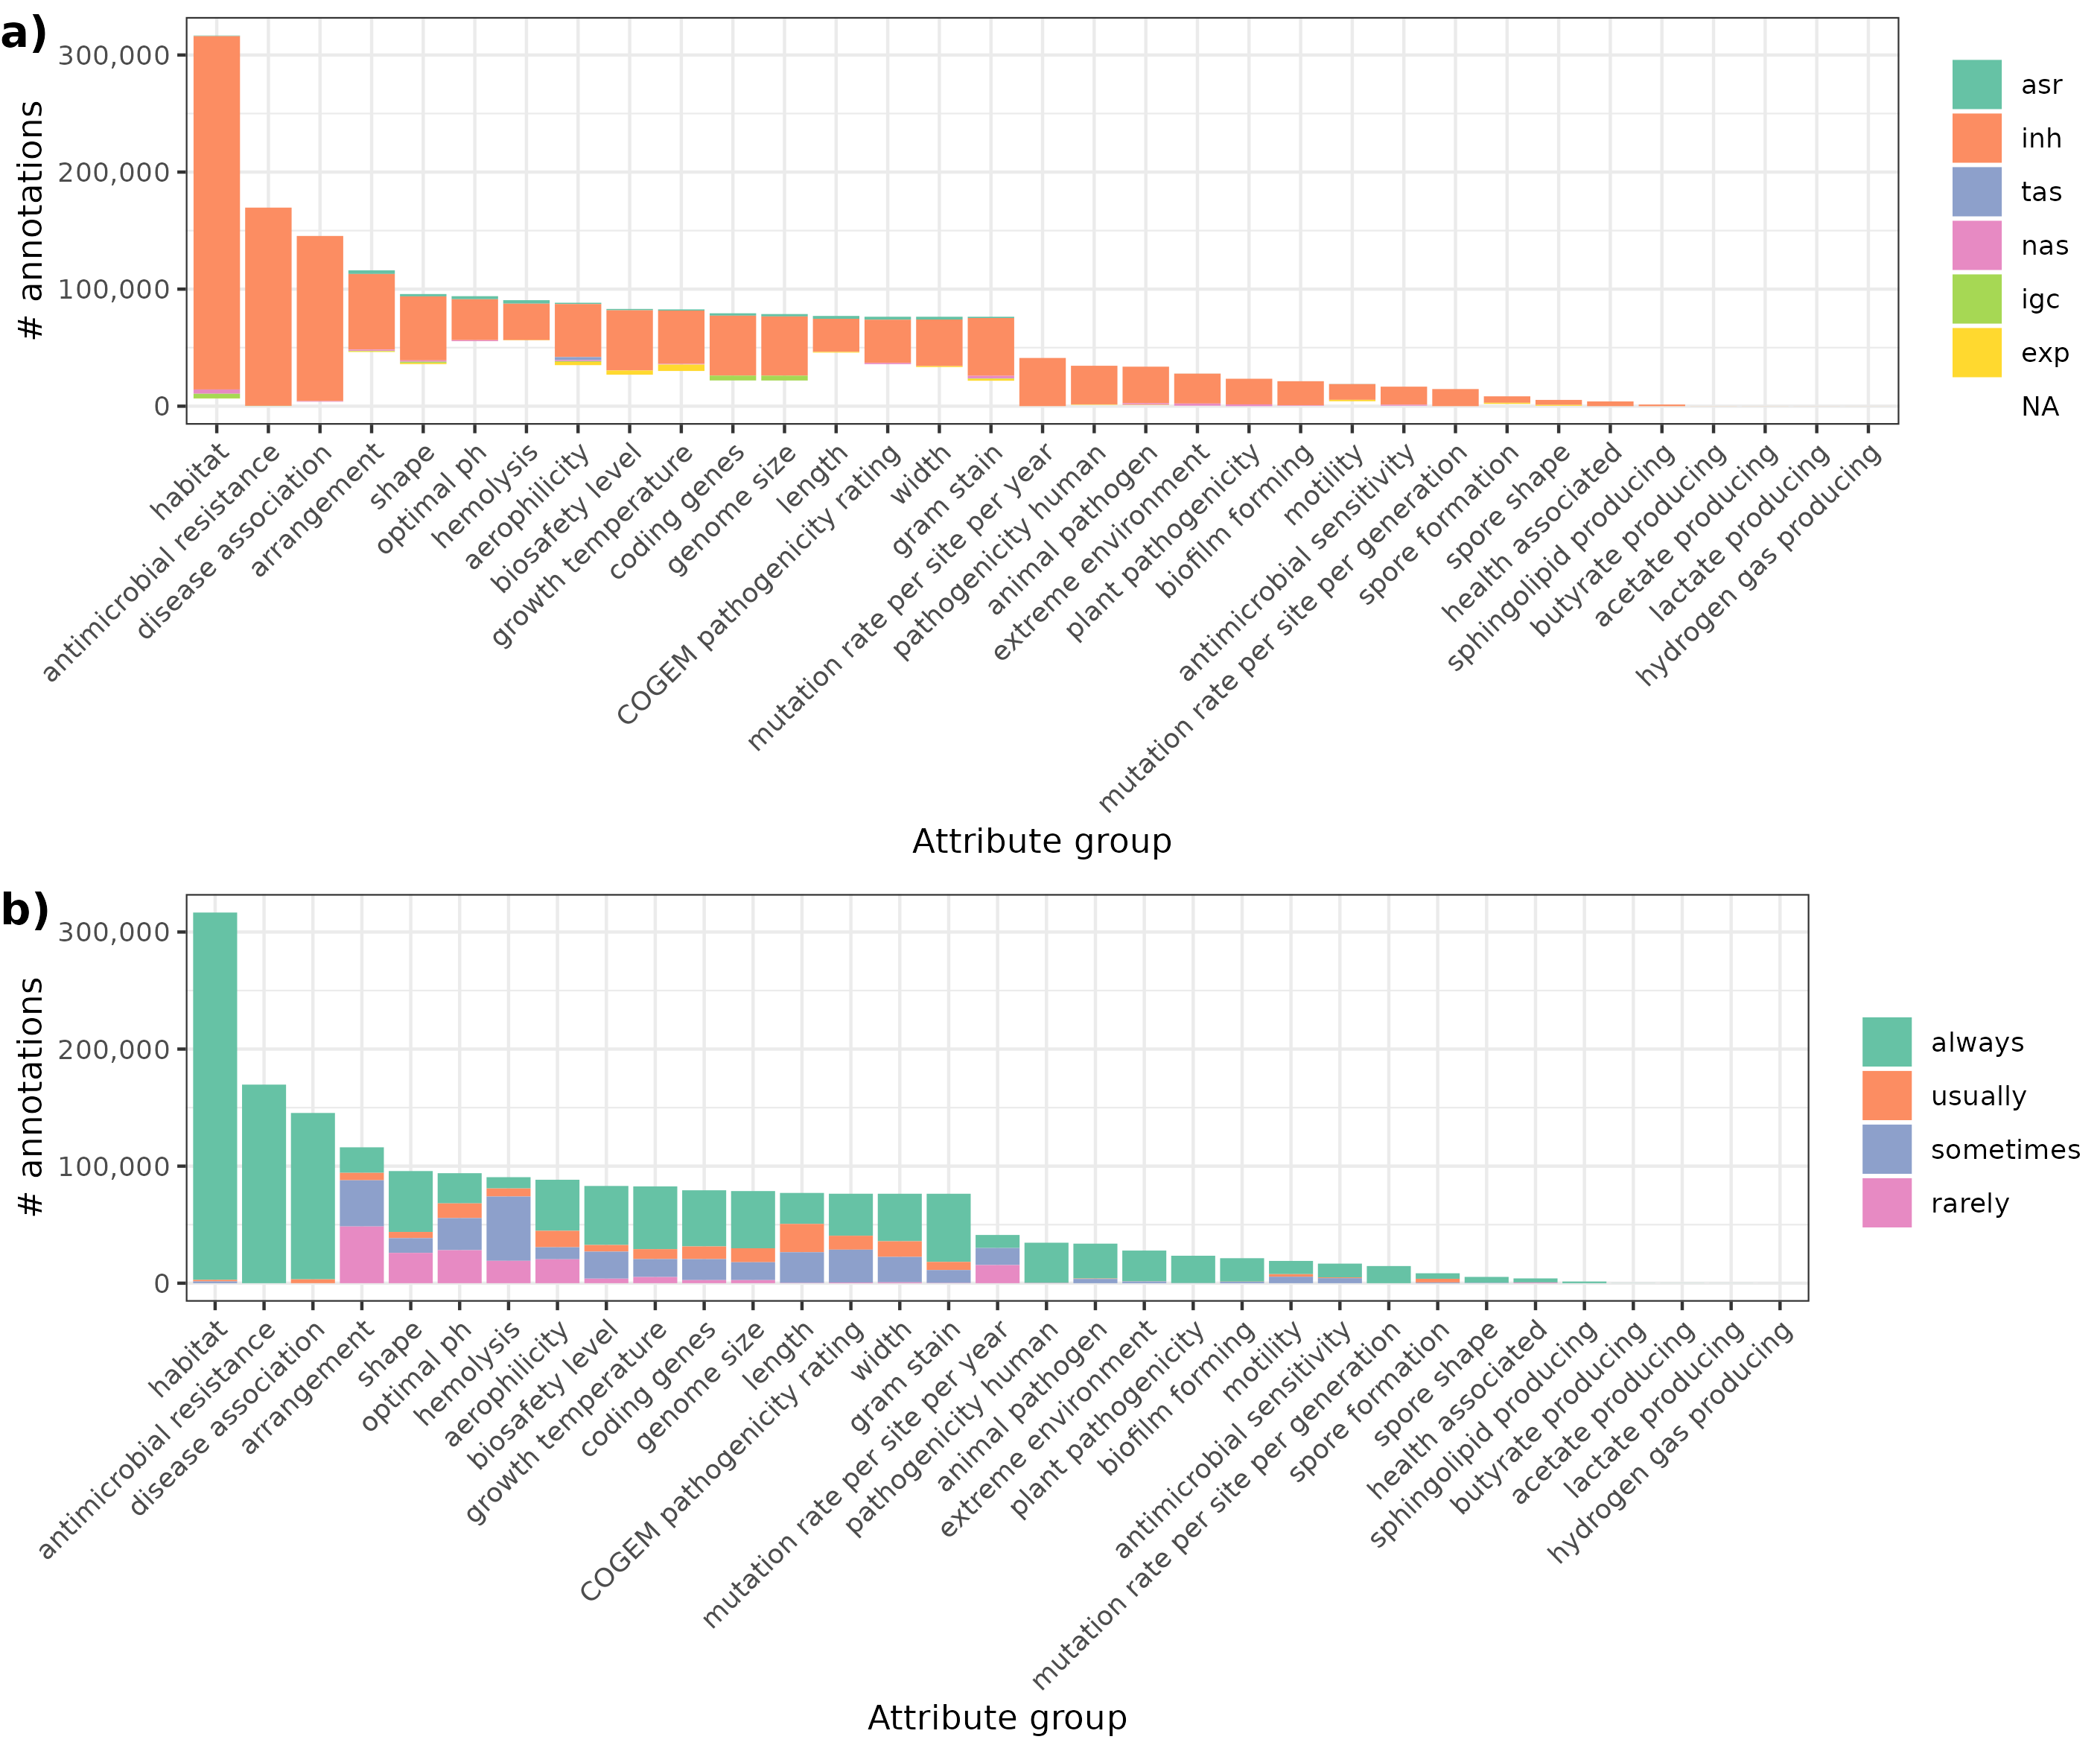 a)
# annotations
300,000
200,000
100,000
0
habitat
antimicrobial resistance
disease association
arrangement
shape
optimal ph
hemolysis
aerophilicity
biosafety level
growth temperature
coding genes
genome size
length
COGEM pathogenicity rating
width
gram stain
mutation rate per site per year
pathogenicity human
animal pathogen
extreme environment
plant pathogenicity
biofilm forming
motility
antimicrobial sensitivity
mutation rate per site per generation
spore formation
spore shape
health associated
sphingolipid producing
butyrate producing
acetate producing
lactate producing
hydrogen gas producing
Attribute group
asr
inh
tas
nas
igc
exp
NA
b)
# annotations
300,000
200,000
100,000
0
habitat
antimicrobial resistance
disease association
arrangement
shape
optimal ph
hemolysis
aerophilicity
biosafety level
growth temperature
coding genes
genome size
length
COGEM pathogenicity rating
width
gram stain
mutation rate per site per year
pathogenicity human
animal pathogen
extreme environment
plant pathogenicity
biofilm forming
motility
antimicrobial sensitivity
mutation rate per site per generation
spore formation
spore shape
health associated
sphingolipid producing
butyrate producing
acetate producing
lactate producing
hydrogen gas producing
Attribute group
always
usually
sometimes
rarely